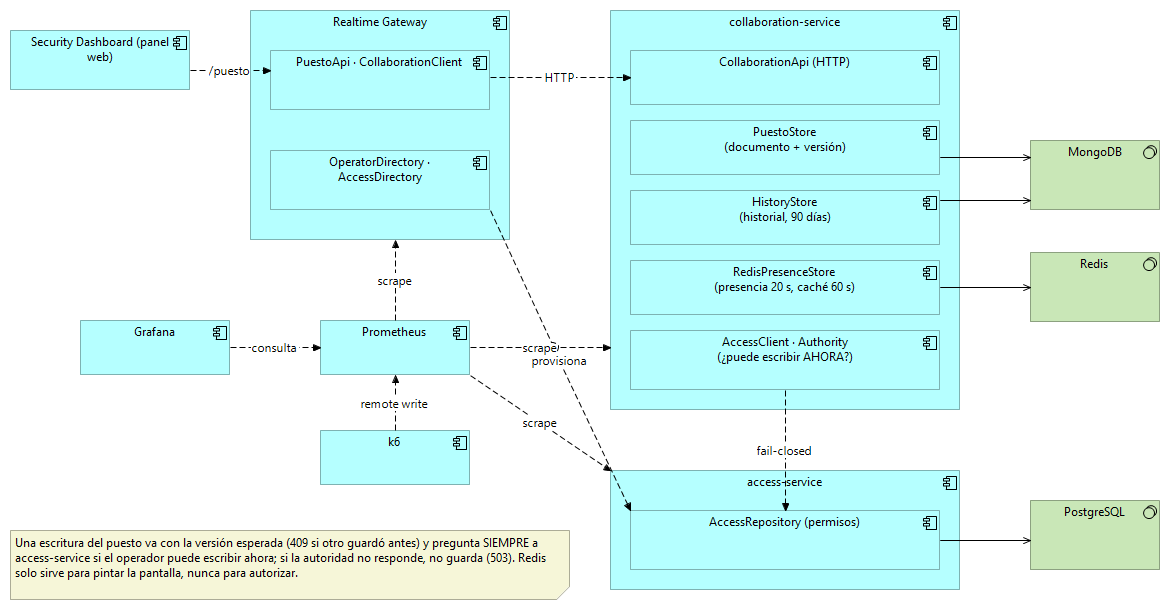 Realtime Gateway
collaboration-service
Security Dashboard (panel
web)
/puesto
PuestoApi · CollaborationClient
HTTP
CollaborationApi (HTTP)
PuestoStore
(documento + versión)
MongoDB
OperatorDirectory ·
AccessDirectory
HistoryStore
(historial, 90 días)
RedisPresenceStore
(presencia 20 s, caché 60 s)
Redis
scrape
Grafana
consulta
Prometheus
scrape
provisiona
AccessClient · Authority
(¿puede escribir AHORA?)
remote write
scrape
k6
fail-closed
access-service
AccessRepository (permisos)
PostgreSQL
Una escritura del puesto va con la versión esperada (409 si otro guardó antes) y pregunta SIEMPRE a
access-service si el operador puede escribir ahora; si la autoridad no responde, no guarda (503). Redis
solo sirve para pintar la pantalla, nunca para autorizar.